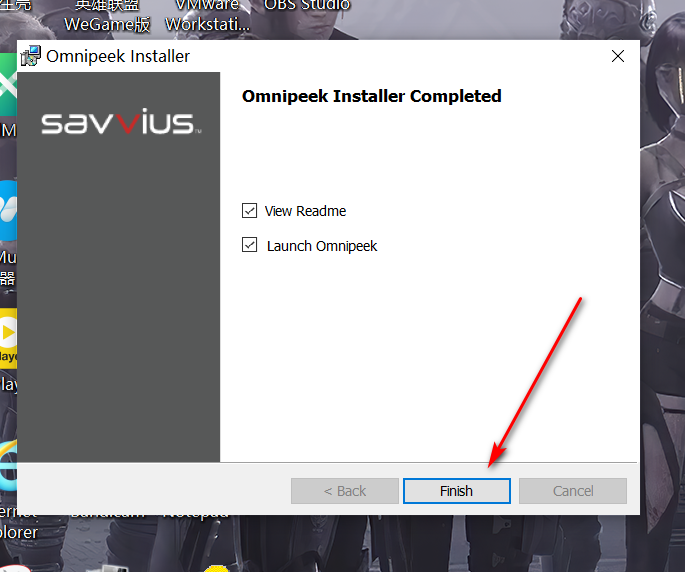 英雄联盟
WeGame版
VMware
Workstati...
OBS Studio
Omnipeek Installer
savvius™
Omnipeek Installer Completed
View Readme
Launch Omnipeek
< Back
Finish
Cancel
Bandicam
Notepad